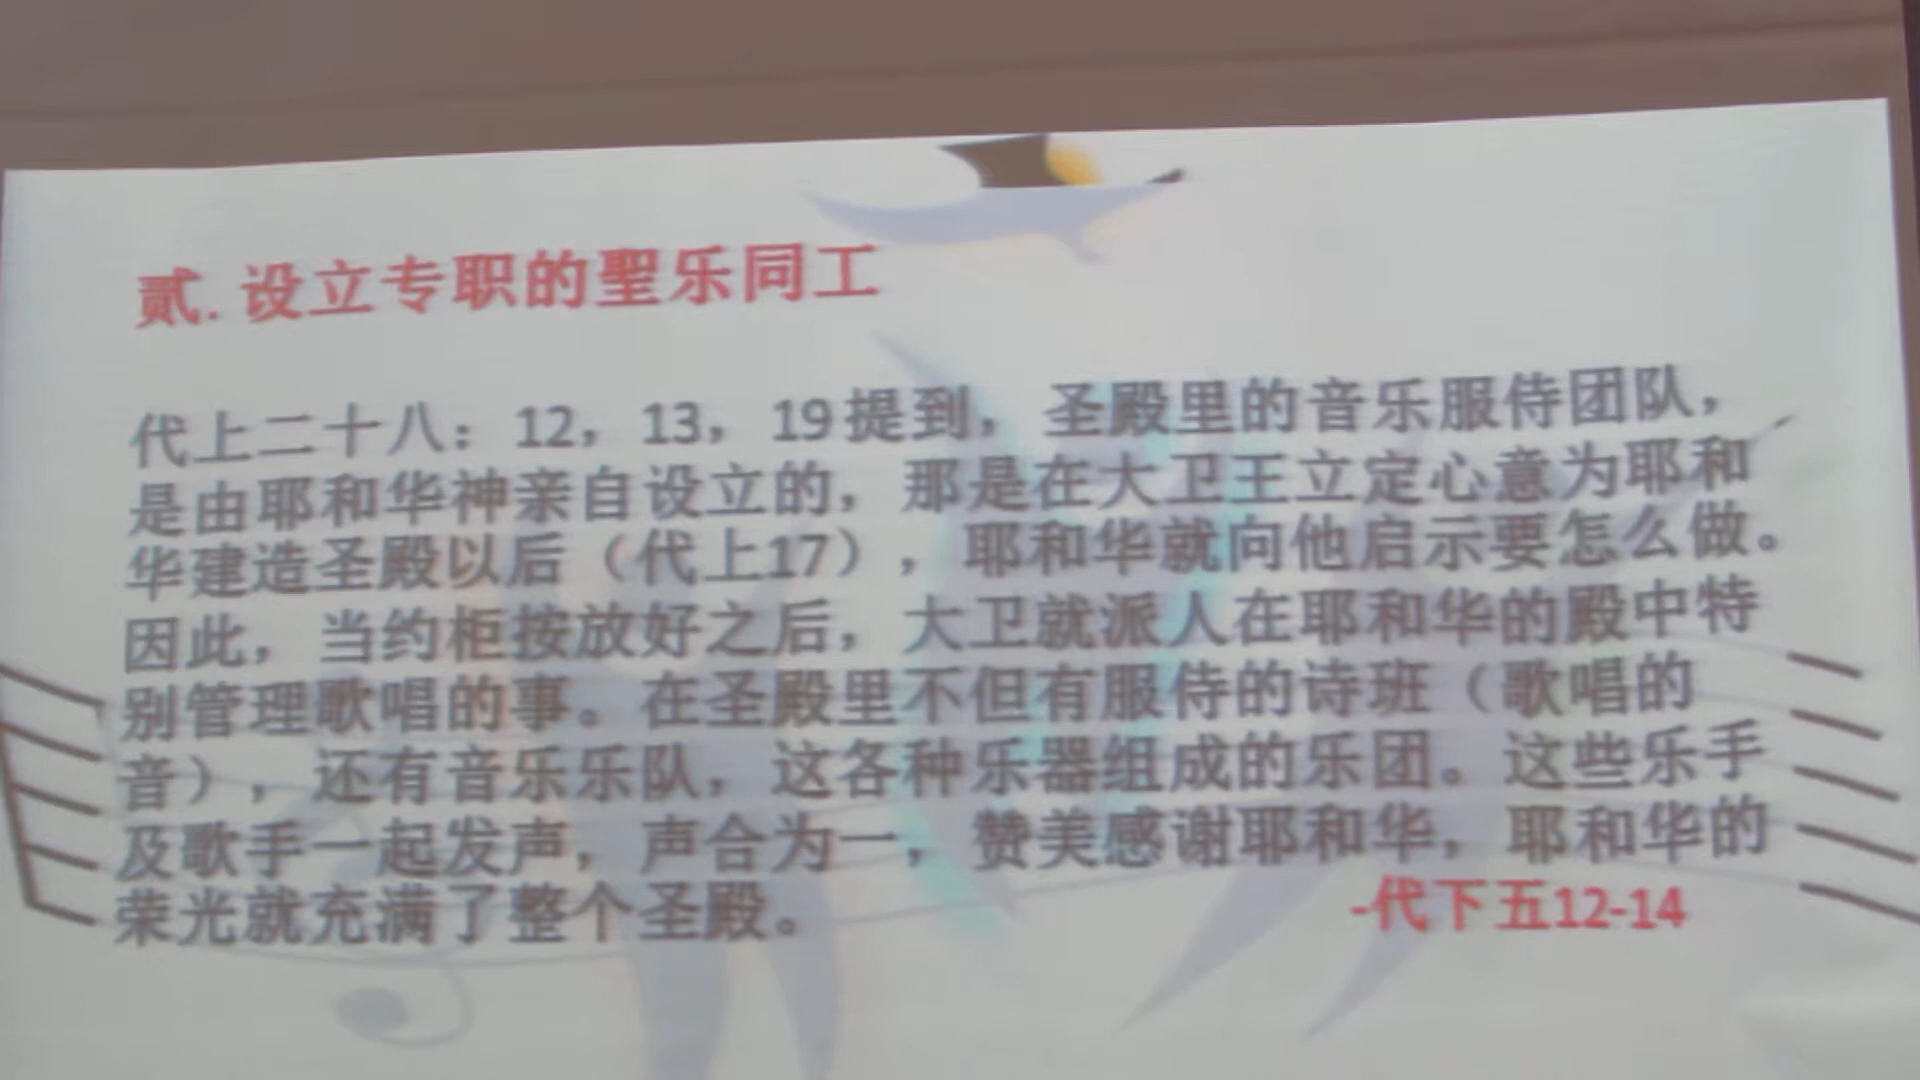 贰. 设立专职的聖乐同工
代上二十八：12，13，19提到，圣殿里的音乐服侍团队，
是由耶和华神亲自设立的，那是在大卫王立定心意为耶和
华建造圣殿以后（代上17），耶和华就向他启示要怎么做。
因此，当约柜按放好之后，大卫就派人在耶和华的殿中特
别管理歌唱的事。在圣殿里不但有服侍的诗班（歌唱的
音），还有音乐乐队，这各种乐器组成的乐团。这些乐手
及歌手一起发声，声合为一，赞美感谢耶和华，耶和华的
荣光就充满了整个圣殿。
-代下五12-14